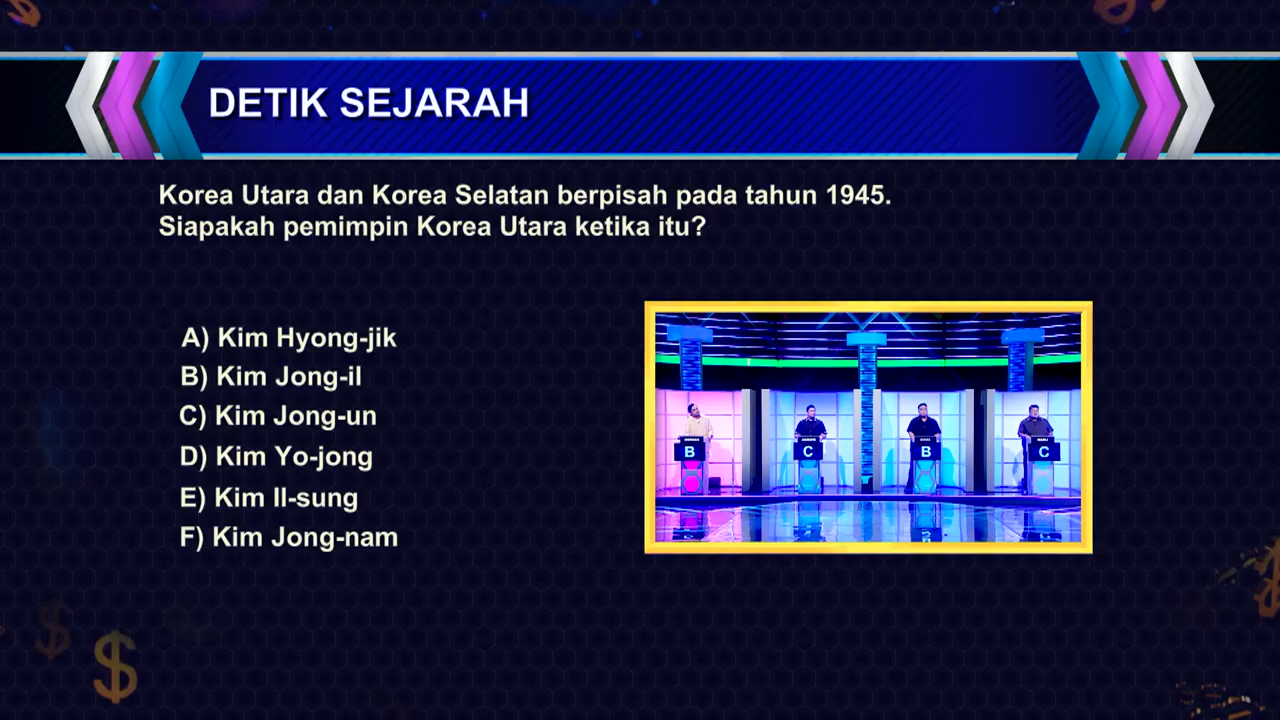 DETIK SEJARAH
Korea Utara dan Korea Selatan berpisah pada tahun 1945.
Siapakah pemimpin Korea Utara ketika itu?
A) Kim Hyong-jik
B) Kim Jong-il
C) Kim Jong-un
D) Kim Yo-jong
E) Kim Il-sung
F) Kim Jong-nam
B
C
B
C